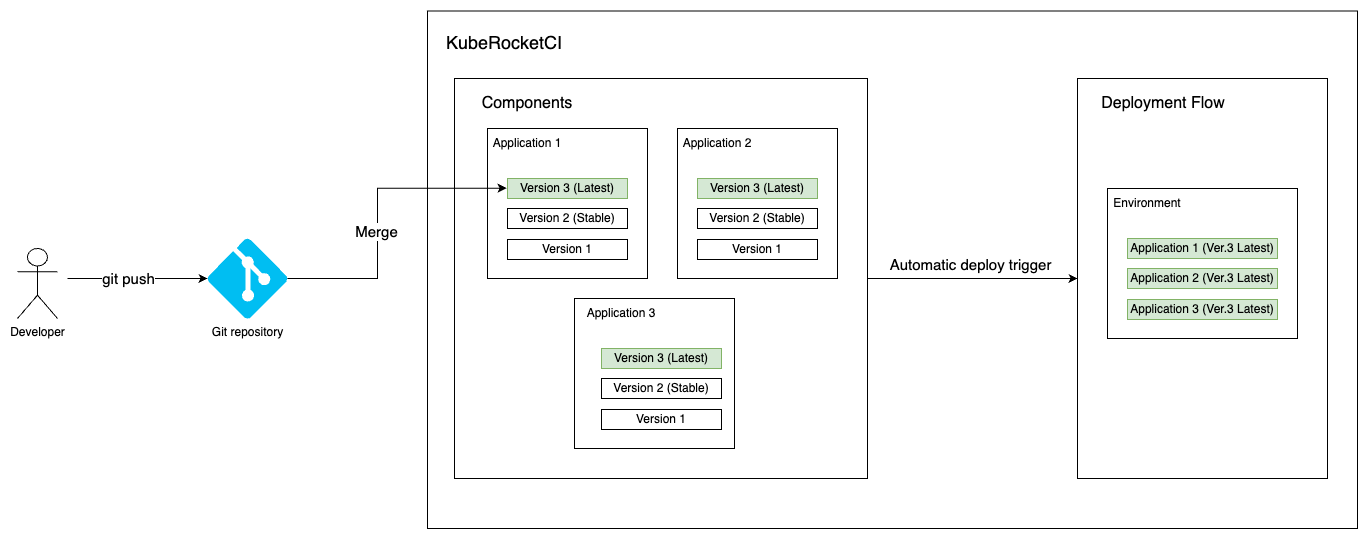 KubeRocketCI
Components
Application 1
Version 3 (Latest)
Version 2 (Stable)
Version 1
Application 2
Version 3 (Latest)
Version 2 (Stable)
Version 1
Application 3
Version 3 (Latest)
Version 2 (Stable)
Version 1
Merge
git push
Developer
Git repository
Automatic deploy trigger
Deployment Flow
Environment
Application 1 (Ver.3 Latest)
Application 2 (Ver.3 Latest)
Application 3 (Ver.3 Latest)